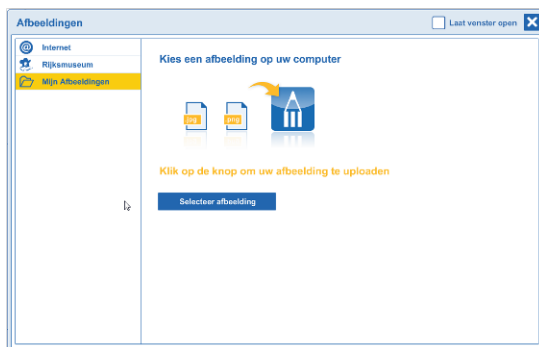 Afbeeldingen
Laat venster open
Internet
Rijksmuseum
Mijn Afbeeldingen
Kies een afbeelding op uw computer
jpg
png
Klik op de knop om uw afbeelding te uploaden
Selecteer afbeelding